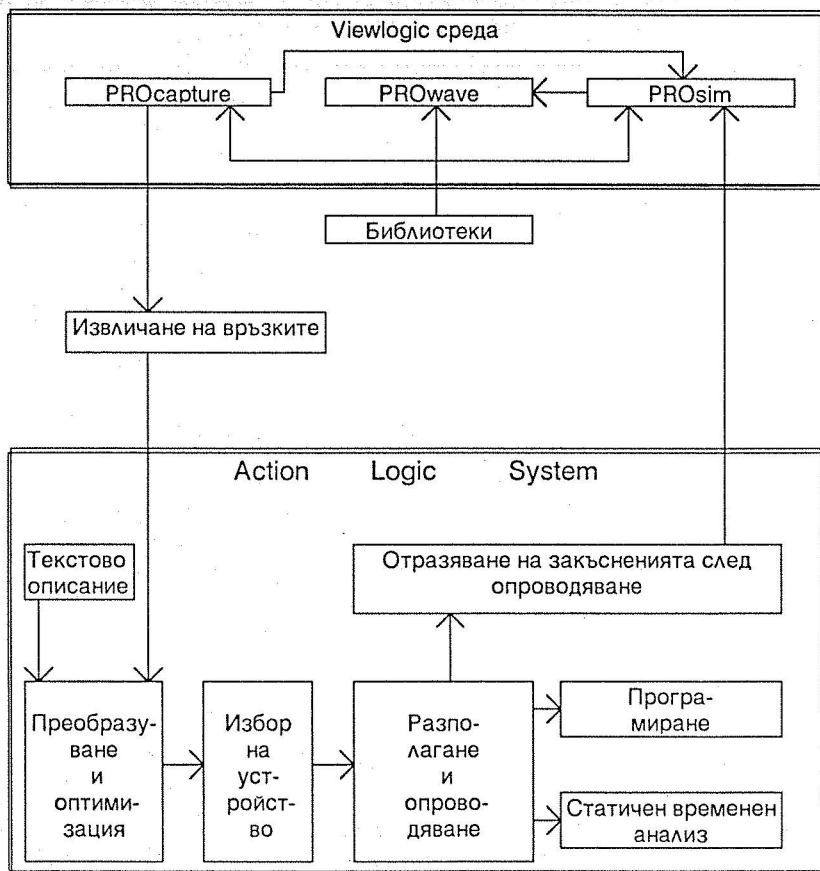 Viewlogic среда
PROcapture
PROwave
PROsim
Библиотеки
Извличане на връзките
Action Logic System
Текстово
описание
Отразяване на закъсненията след
опроводяване
Преобразу-
ване
и
оптими-
зация
Избор
на
уст-
ройст-
во
Разпо-
лагане
и
опрово-
дяване
Програ-
миране
Статичен временен
анализ